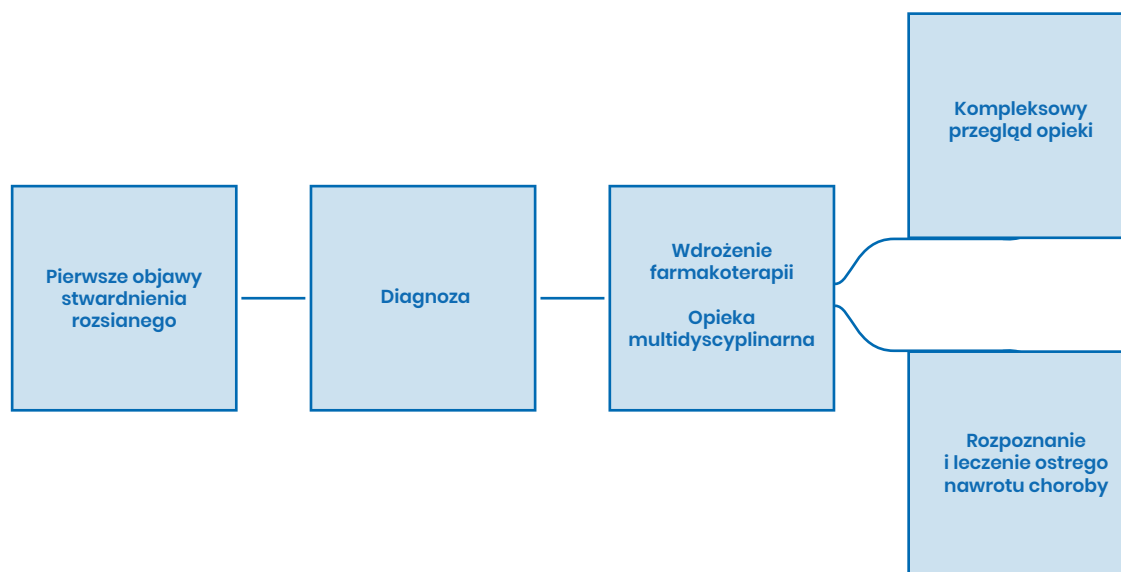 Pierwsze objawy
stwardnienia
rozsianego
Diagnoza
Wdrożenie
farmakoterapii
Opieka
multidyscyplinarna
Kompleksowy
przegląd opieki
Rozpoznanie
i leczenie ostrego
nawrotu choroby